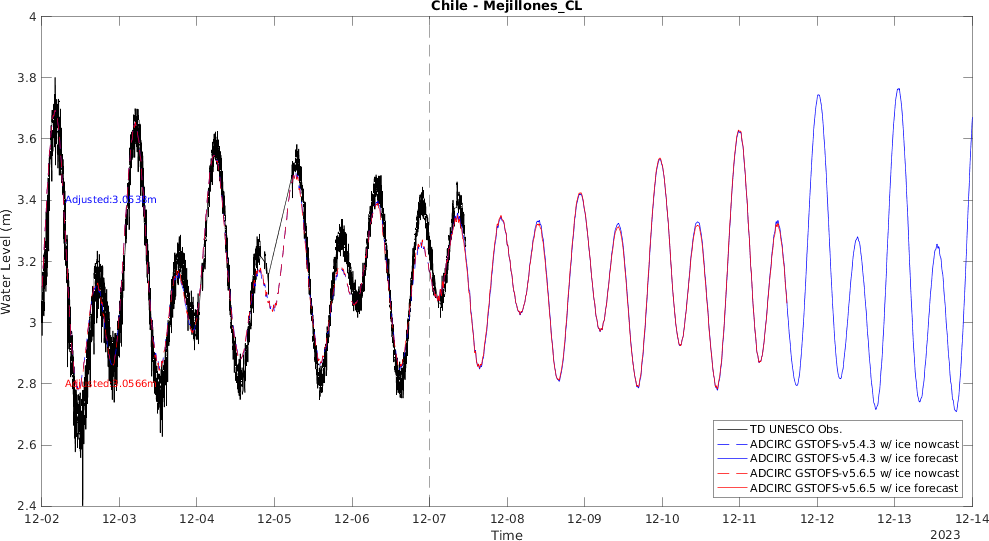 Chile - Mejillones_CL
Water Level (m)
4
3.8
3.6
3.4
3.2
3
2.8
2.6
2.4
Adjusted:3.0533m
Adjusted:3.0566m
TD UNESCO Obs.
ADCIRC GSTOFS-v5.4.3 w/ ice nowcast
ADCIRC GSTOFS-v5.4.3 w/ ice forecast
ADCIRC GSTOFS-v5.6.5 w/ ice nowcast
ADCIRC GSTOFS-v5.6.5 w/ ice forecast
12-02 12-03 12-04 12-05 12-06 12-07 12-08 12-09 12-10 12-11 12-12 12-13 12-14
Time
2023